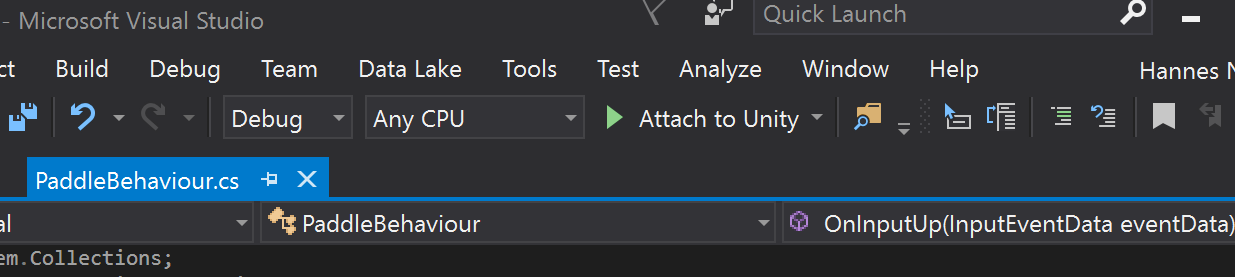 - Microsoft Visual Studio
Quick Launch
ct Build Debug Team Data Lake Tools Test Analyze Window Help
Hannes N
Debug Any CPU Attach to Unity
PaddleBehaviour.cs
al PaddleBehaviour OnInputUp(InputEventData eventData)
em.Collections;